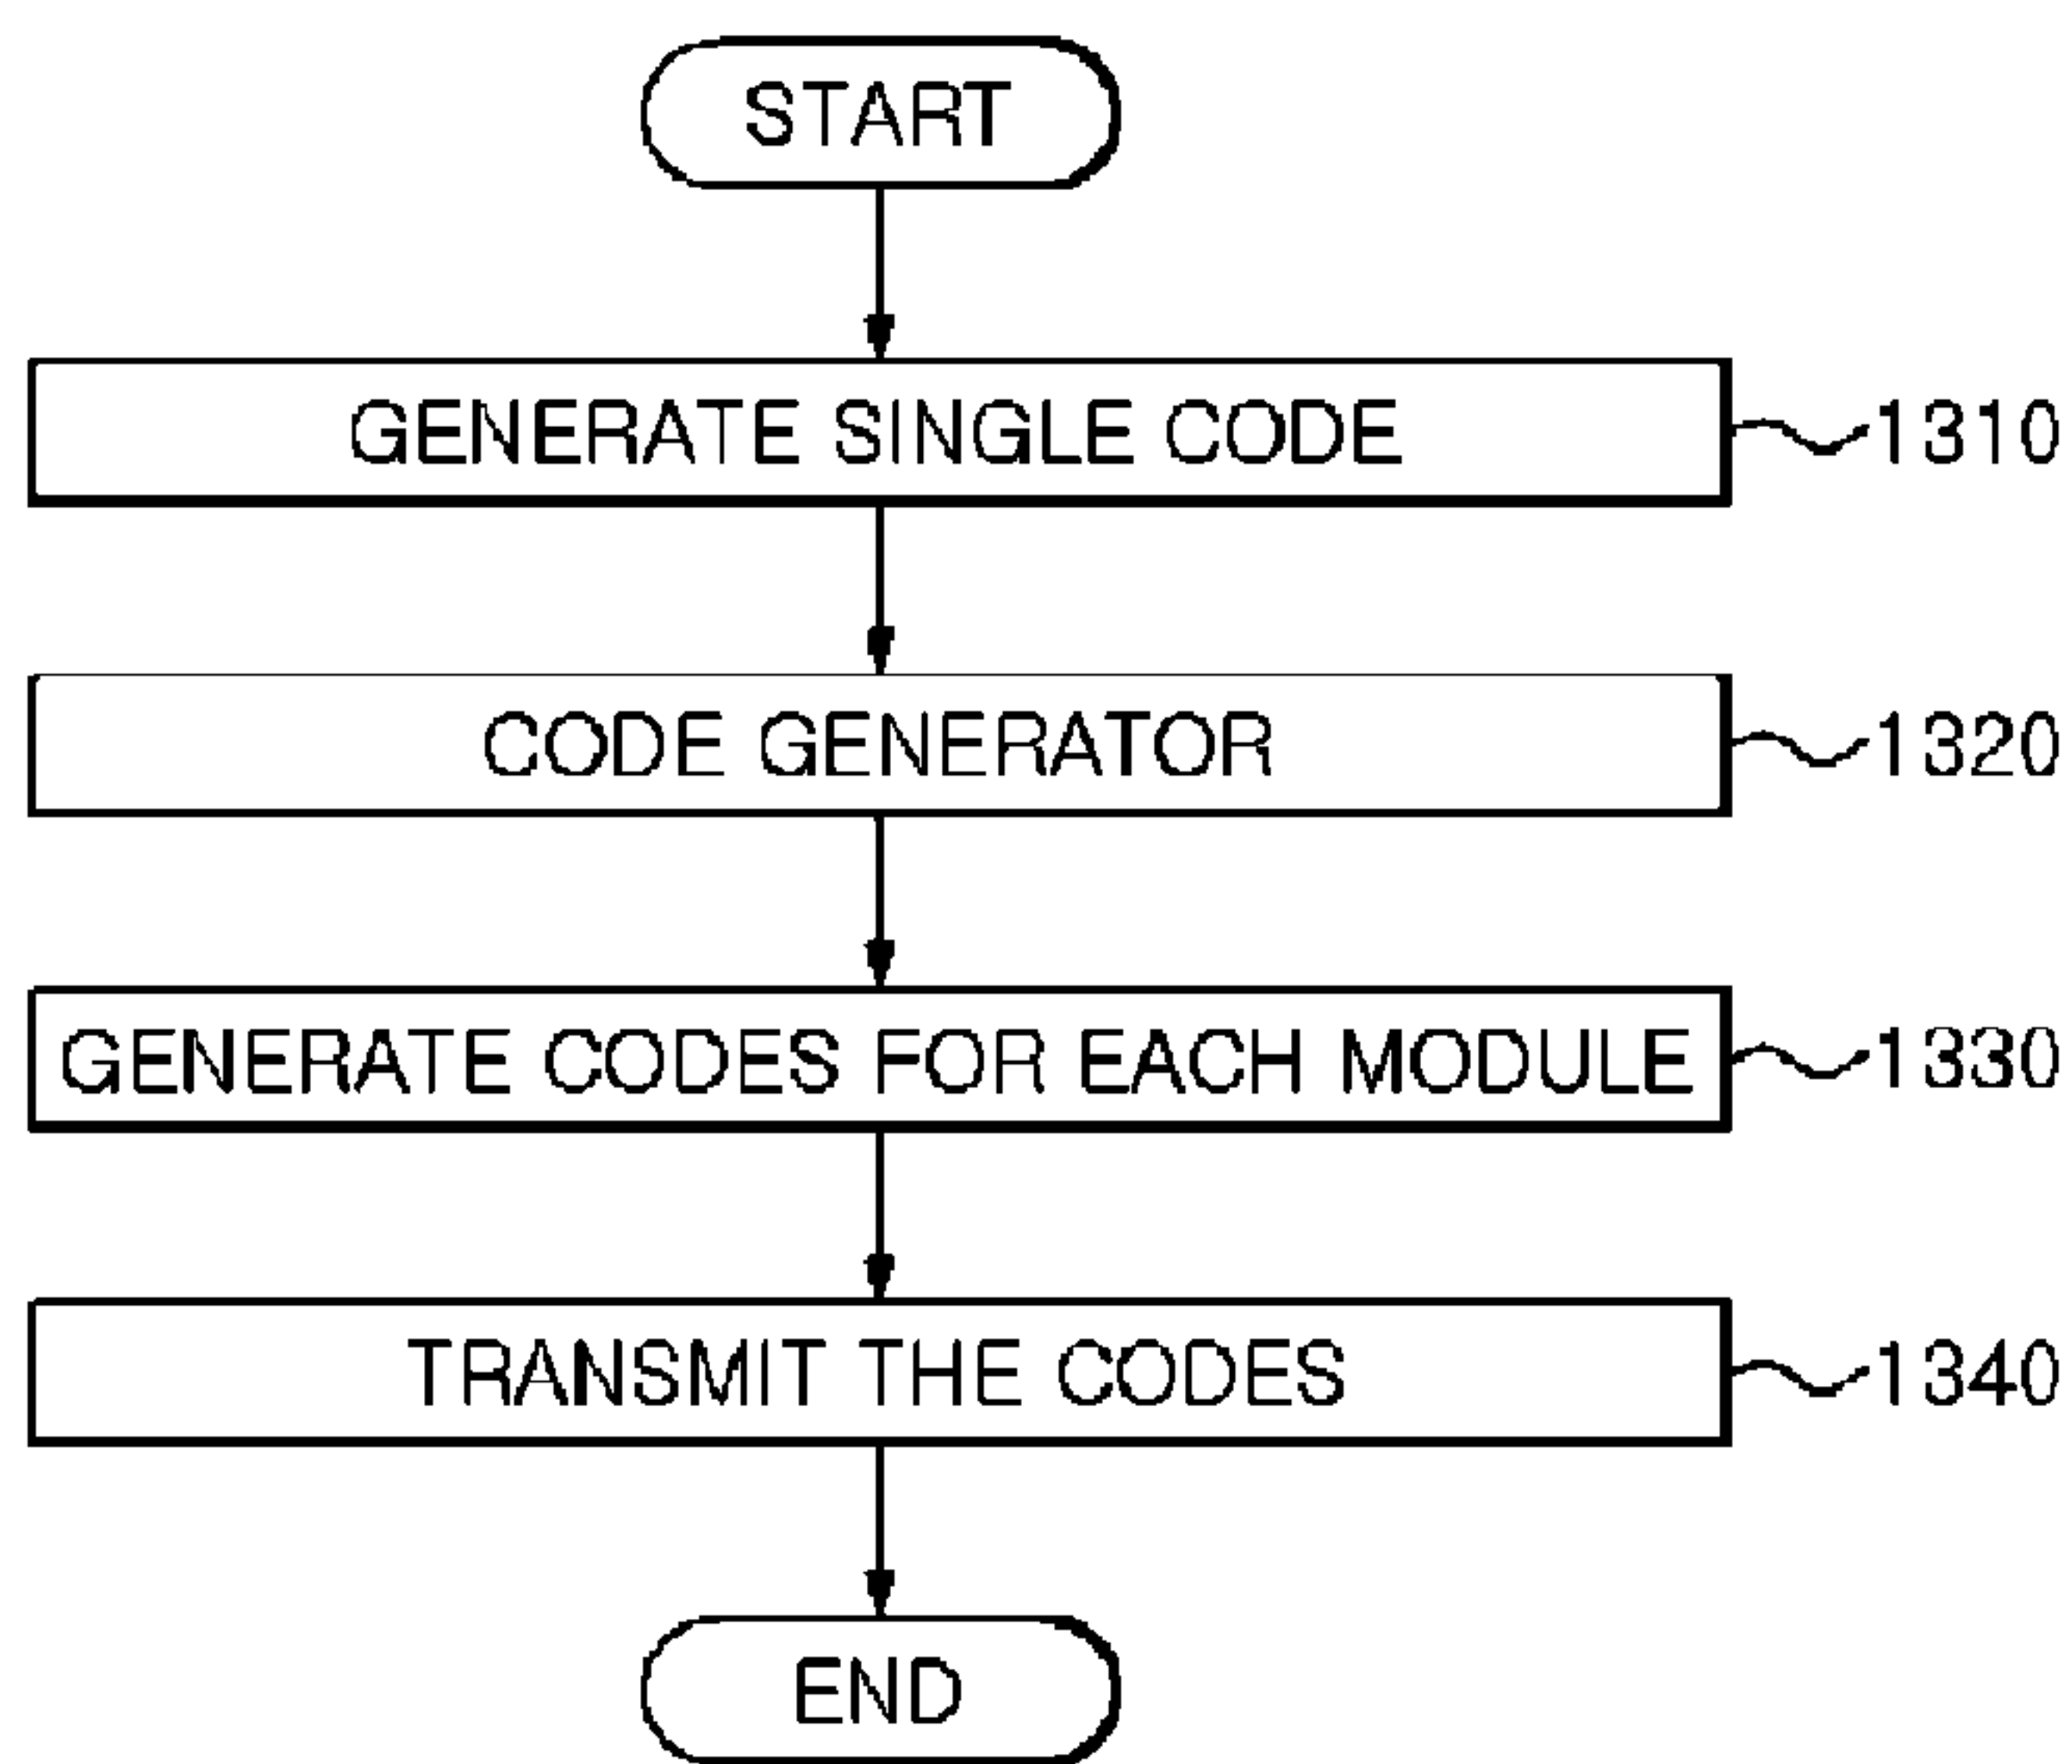 START
GENERATE SINGLE CODE
1310
CODE GENERATOR
1320
GENERATE CODES FOR EACH MODULE
1330
TRANSMIT THE CODES
1340
END